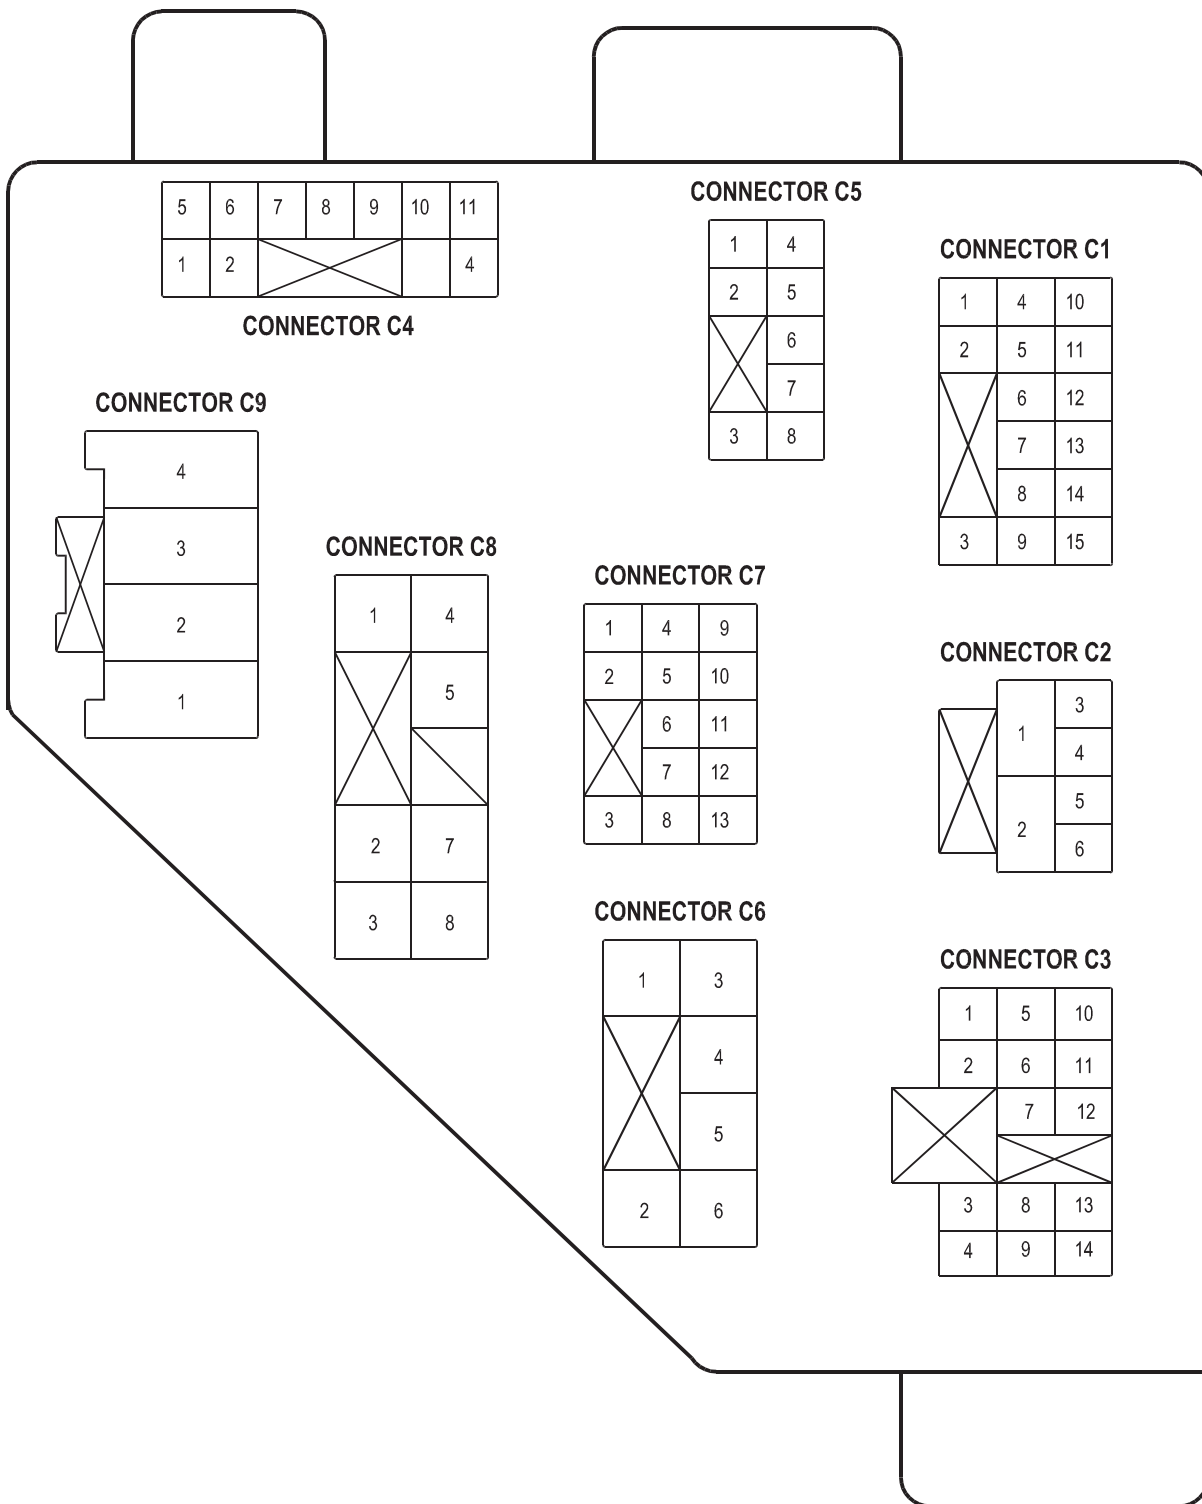 5 6 7 8 9 10 11
1 2 4
CONNECTOR C4
CONNECTOR C5
1 4
2 5
6
7
3 8
CONNECTOR C1
1 4 10
2 5 11
6 12
7 13
8 14
3 9 15
CONNECTOR C9
4
3
2
1
CONNECTOR C8
1 4
5
2 7
3 8
CONNECTOR C7
1 4 9
2 5 10
6 11
7 12
3 8 13
CONNECTOR C2
3
1
4
5
2
6
CONNECTOR C6
1 3
4
5
2 6
CONNECTOR C3
1 5 10
2 6 11
7 12
3 8 13
4 9 14